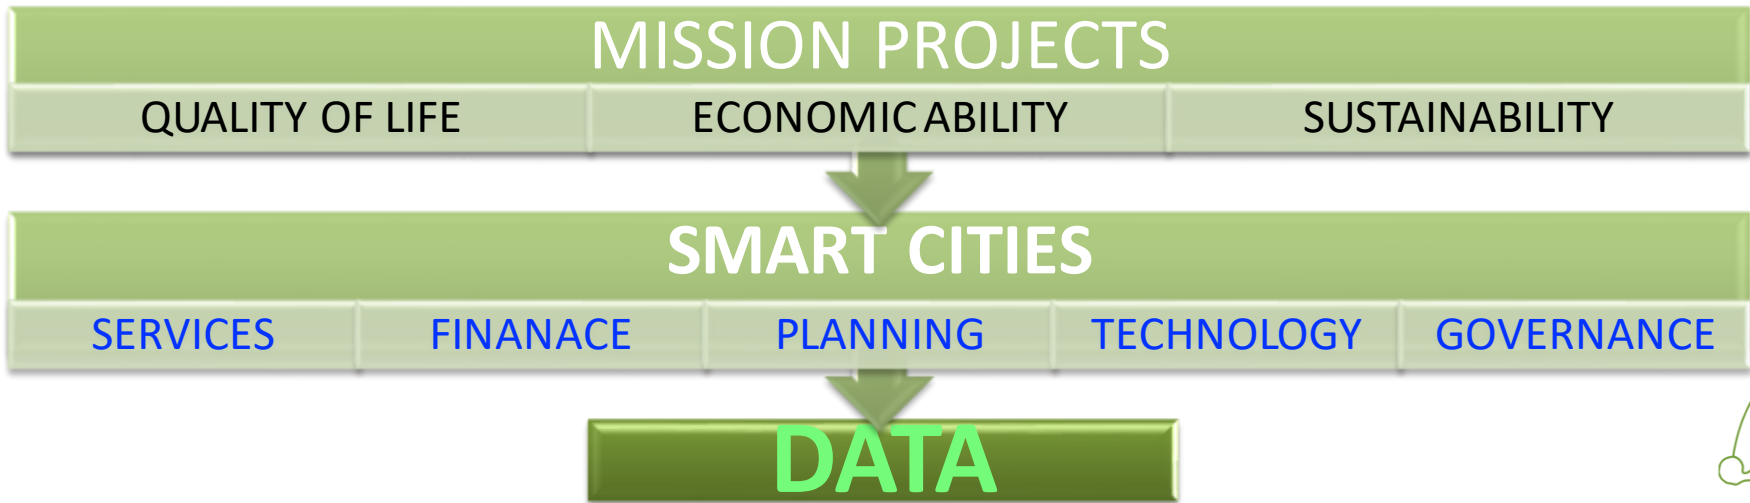 MISSION PROJECTS
QUALITY OF LIFE ECONOMIC ABILITY SUSTAINABILITY
SMART CITIES
SERVICES FINANACE PLANNING TECHNOLOGY GOVERNANCE
DATA